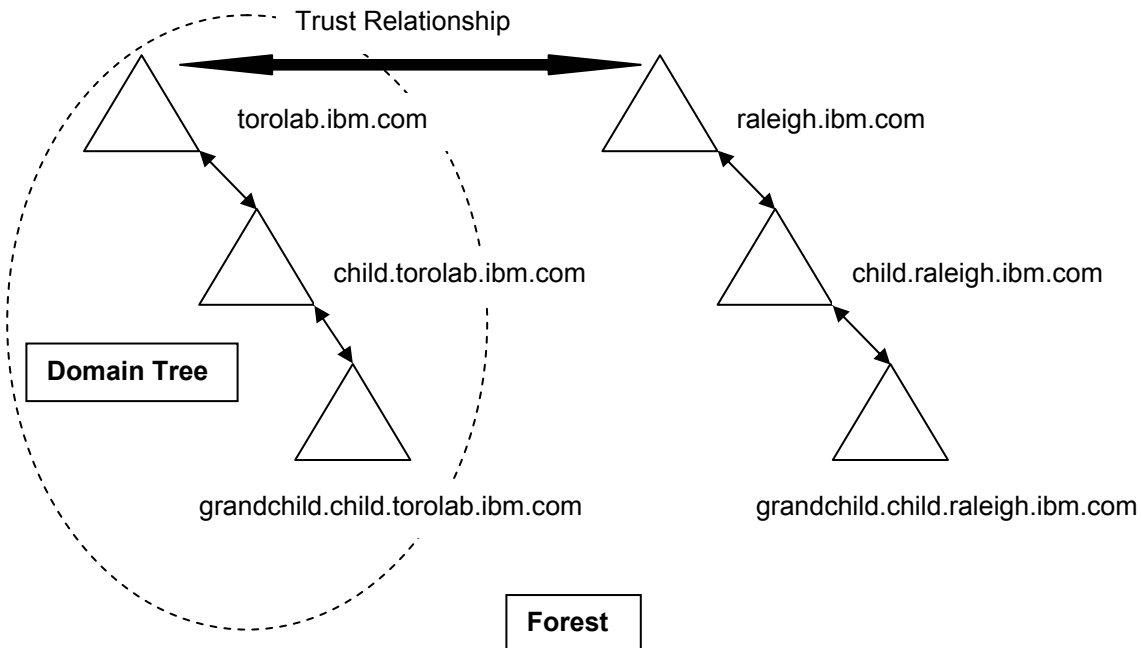 Trust Relationship
torolab.ibm.com
raleigh.ibm.com
child.torolab.ibm.com
child.raleigh.ibm.com
Domain Tree
grandchild.child.torolab.ibm.com
grandchild.child.raleigh.ibm.com
Forest